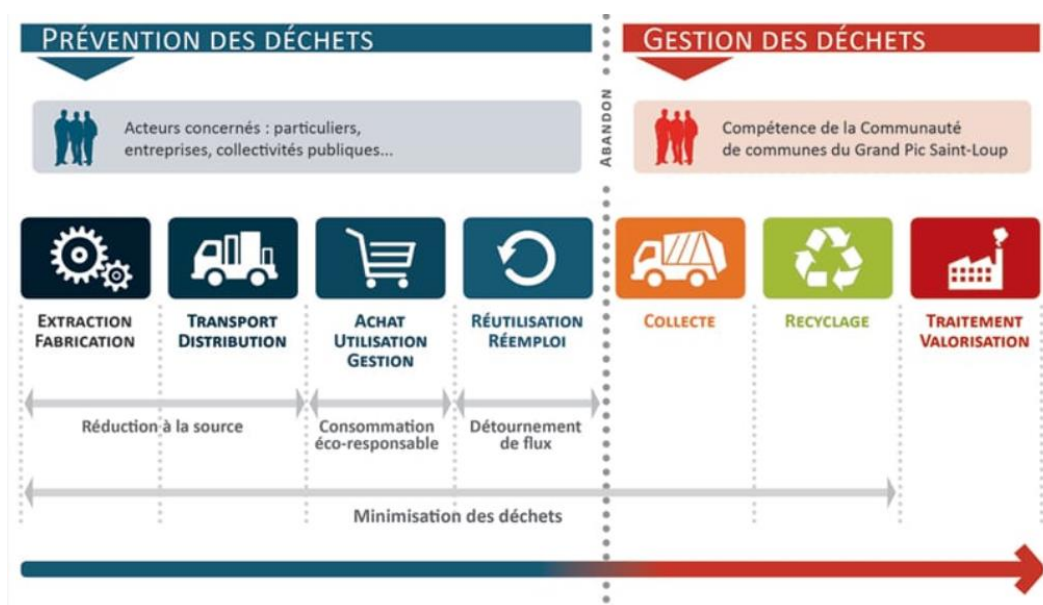 PRÉVENTION DES DÉCHETS
GESTION DES DÉCHETS
Acteurs concernés : particuliers,
entreprises, collectivités publiques...
ABANDON
Compétence de la Communauté
de communes du Grand Pic Saint-Loup
EXTRACTION
FABRICATION
TRANSPORT
DISTRIBUTION
ACHAT
UTILISATION
GESTION
RÉUTILISATION
RÉEMPLOI
COLLECTE
RECYCLAGE
TRAITEMENT
VALORISATION
Réduction à la source
Consommation
éco-responsable
Détournement
de flux
Minimisation des déchets